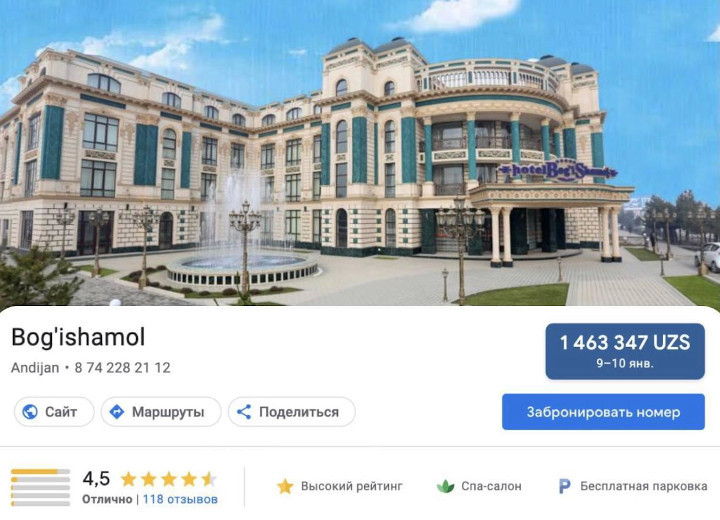 hotel Bog'iShamol
Bog'ishamol
Andijan • 8 74 228 21 12
1 463 347 UZS
9–10 янв.
Сайт
Маршруты
Поделиться
Забронировать номер
4,5
Отлично | 118 отзывов
Высокий рейтинг
Спа-салон
Бесплатная парковка